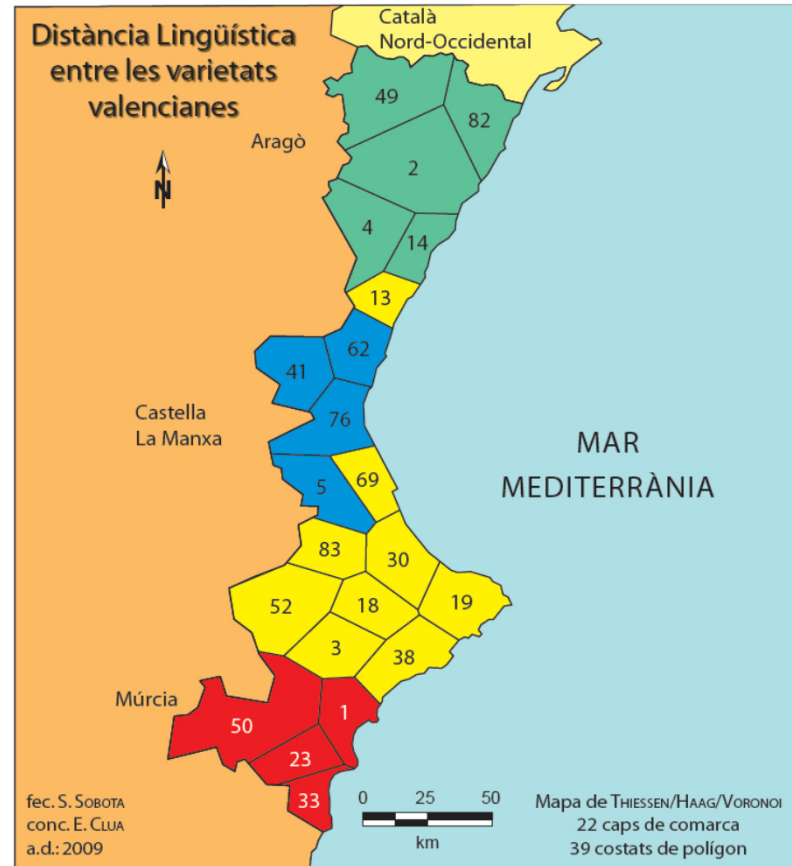 Distància Lingüística
entre les varietats
valencianes
Català
Nord-Occidental
Aragò
N
49
82
2
4
14
13
62
41
76
5
69
83
30
52
18
19
3
38
50
1
23
33
Castella
La Manxa
MAR
MEDITERRÀNIA
Múrcia
fec. S. SOBOTA
conc. E. CLUA
a.d.: 2009
0 25 50
km
Mapa de THIESSEN/HAAG/VORONOI
22 caps de comarca
39 costats de polígon